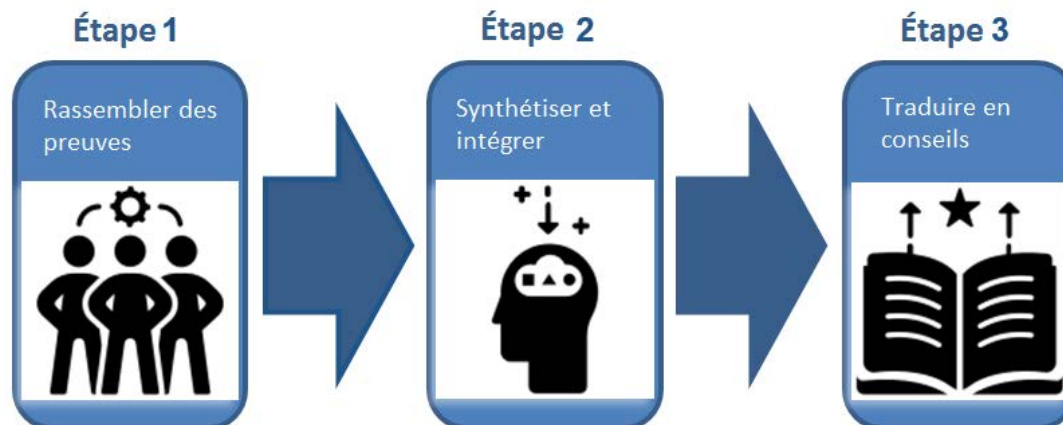 Étape 1
Rassembler des
preuves
Étape 2
Synthétiser et
intégrer
Étape 3
Traduire en
conseils